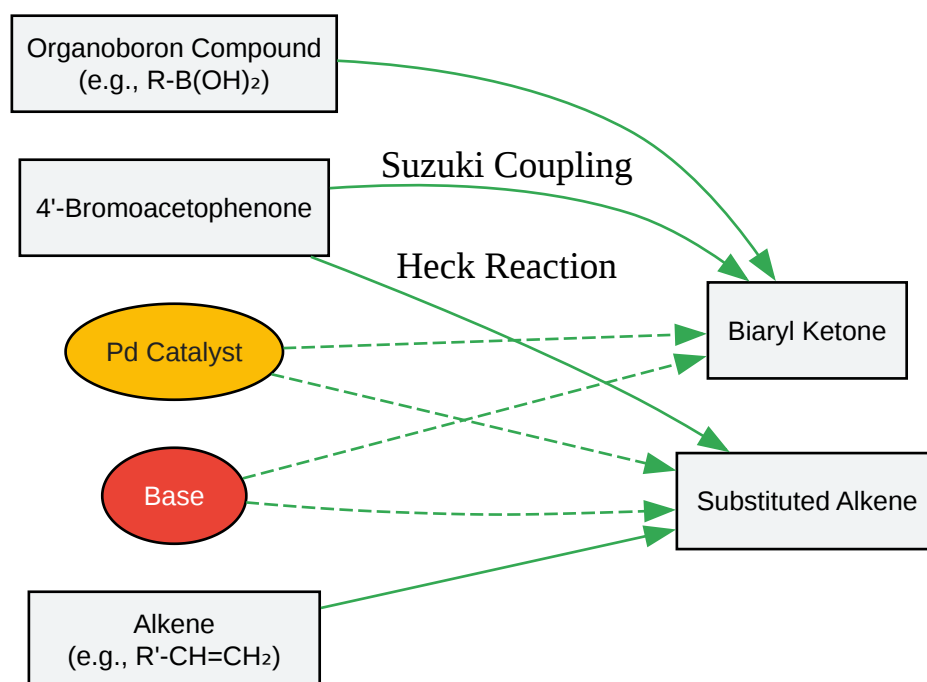 Organoboron Compound
(e.g., R-B(OH)₂)
Suzuki Coupling
4'-Bromoacetophenone
Heck Reaction
Biaryl Ketone
Pd Catalyst
Base
Substituted Alkene
Alkene
(e.g., R'-CH=CH₂)